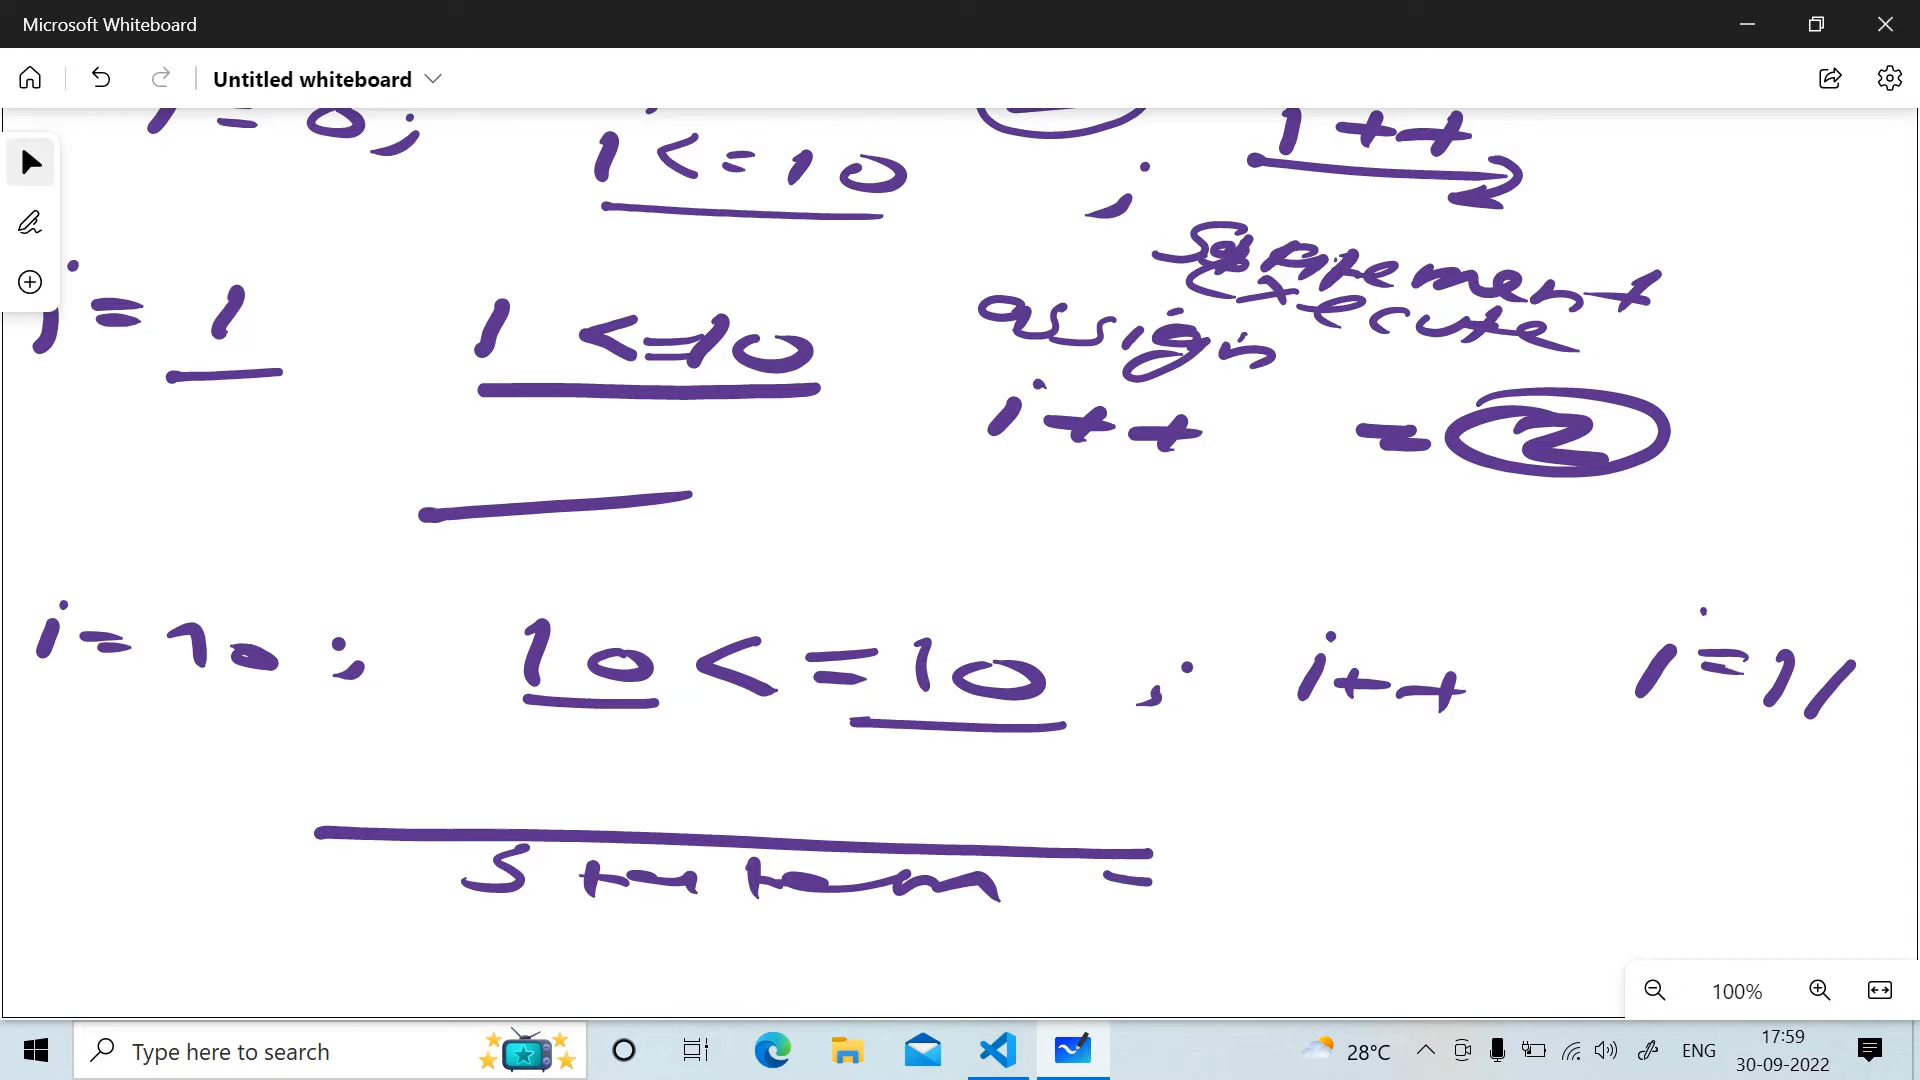 Microsoft Whiteboard
Untitled whiteboard
i = 0 ;
1 <= 10 ; i++
statement
execute
i = 1 1 <=10 assign
i++ = 2
i = 10 ; 10 <= 10 ; i++ i = 11
100%
Type here to search
28°C
ENG
17:59
30-09-2022